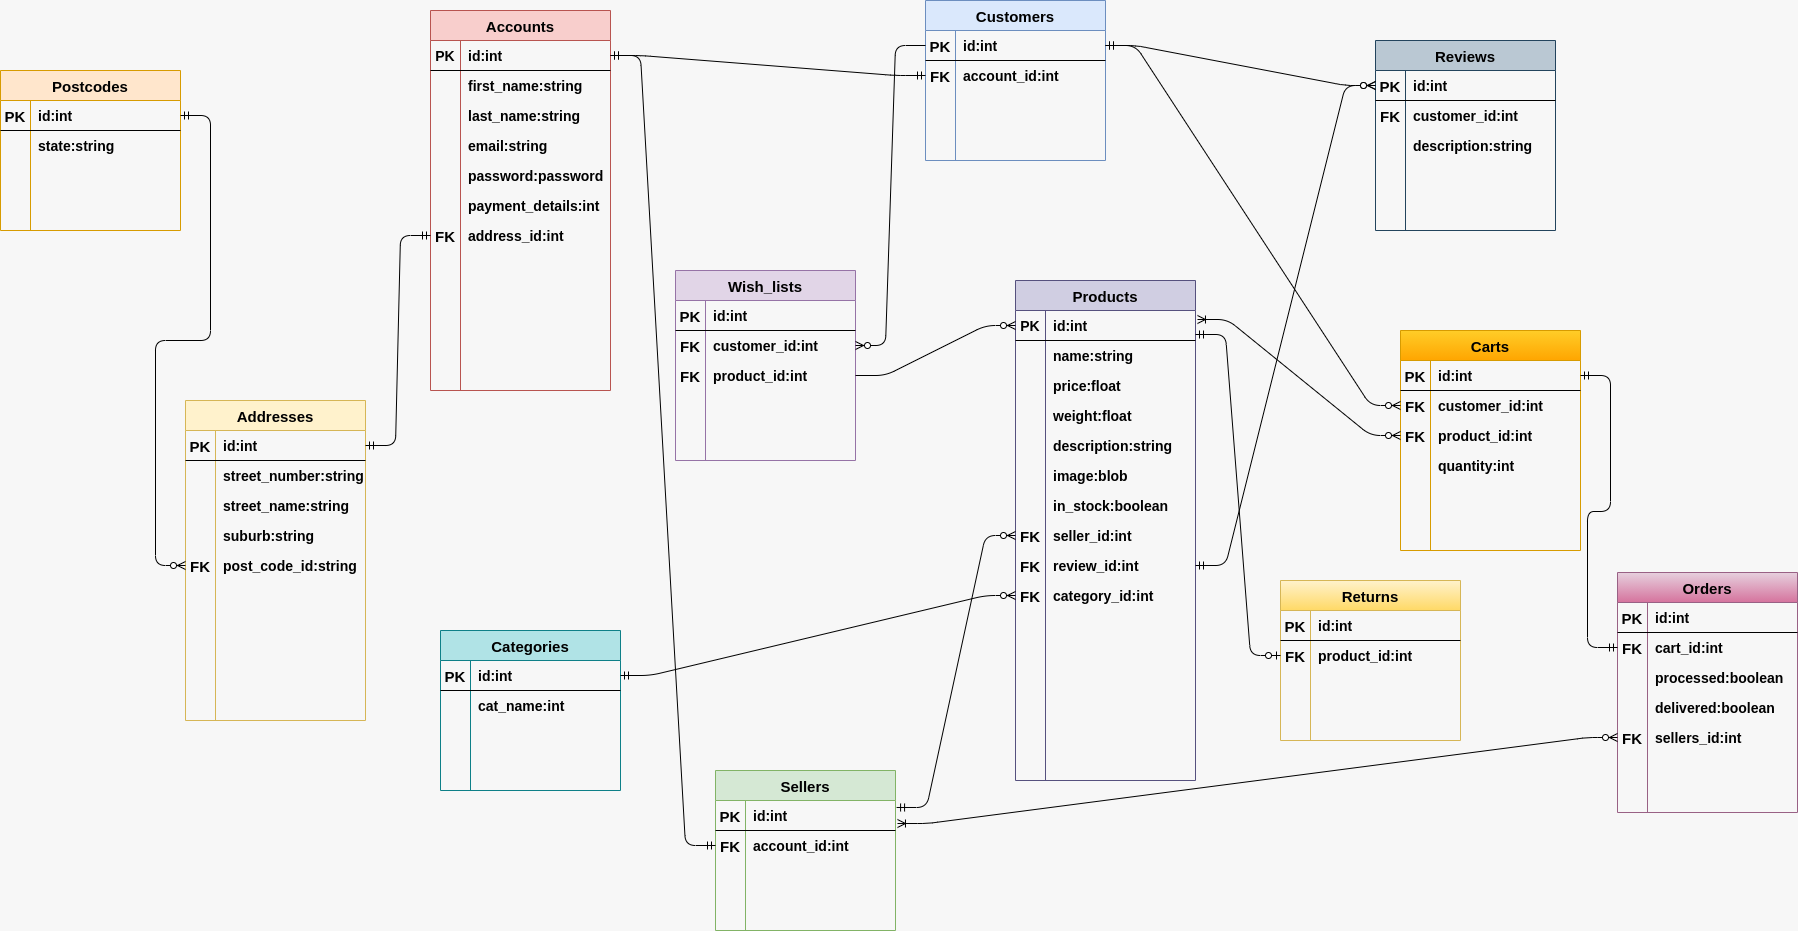 Postcodes
PK id:int
state:string
Accounts
PK id:int
first_name:string
last_name:string
email:string
password:password
payment_details:int
FK address_id:int
Customers
PK id:int
FK account_id:int
Reviews
PK id:int
FK customer_id:int
description:string
Wish_lists
PK id:int
FK customer_id:int
FK product_id:int
Products
PK id:int
name:string
price:float
weight:float
description:string
image:blob
in_stock:boolean
FK seller_id:int
FK review_id:int
FK category_id:int
Carts
PK id:int
FK customer_id:int
FK product_id:int
quantity:int
Addresses
PK id:int
street_number:string
street_name:string
suburb:string
FK post_code_id:string
Categories
PK id:int
cat_name:int
Returns
PK id:int
FK product_id:int
Orders
PK id:int
FK cart_id:int
processed:boolean
delivered:boolean
FK sellers_id:int
Sellers
PK id:int
FK account_id:int